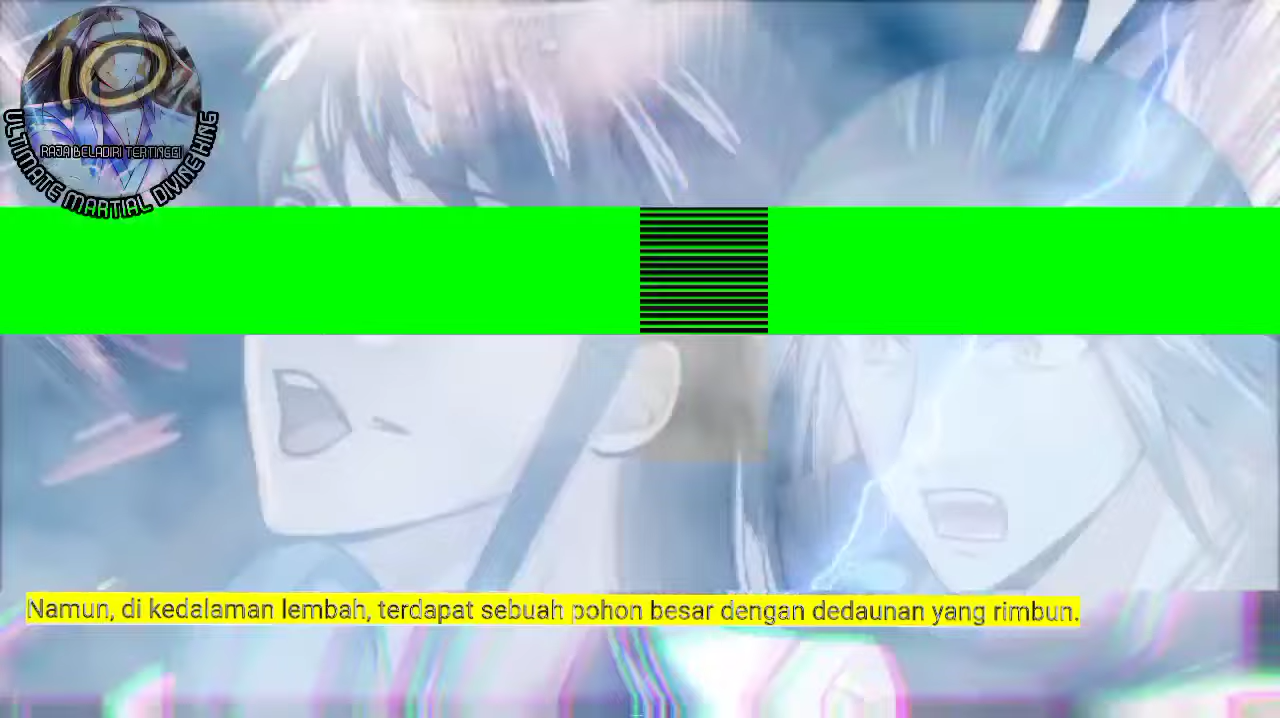 10
RAJA BELADIRI TERTINGGI
ULTIMATE MARTIAL DIVINE KING
Namun, di kedalaman lembah, terdapat sebuah pohon besar dengan dedaunan yang rimbun.